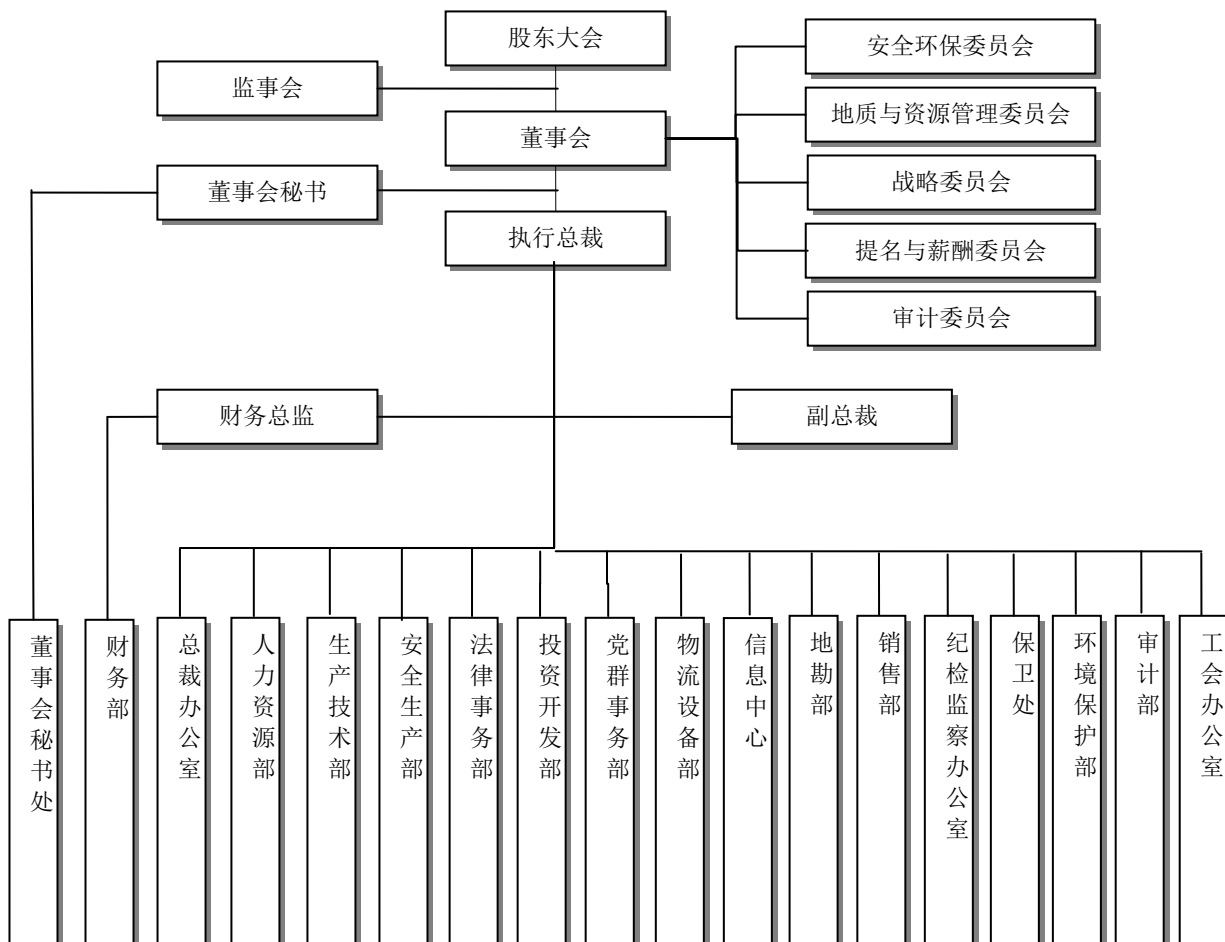 股东大会
安全环保委员会
监事会
地质与资源管理委员会
董事会
战略委员会
董事会秘书
执行总裁
提名与薪酬委员会
审计委员会
财务总监
副总裁
董事会秘书处
财务部
总裁办公室
人力资源部
生产技术部
安全生产部
法律事务部
投资开发部
党群事务部
物流设备部
信息中心
地勘部
销售部
纪检监察办公室
保卫处
环境保护部
审计部
工会办公室